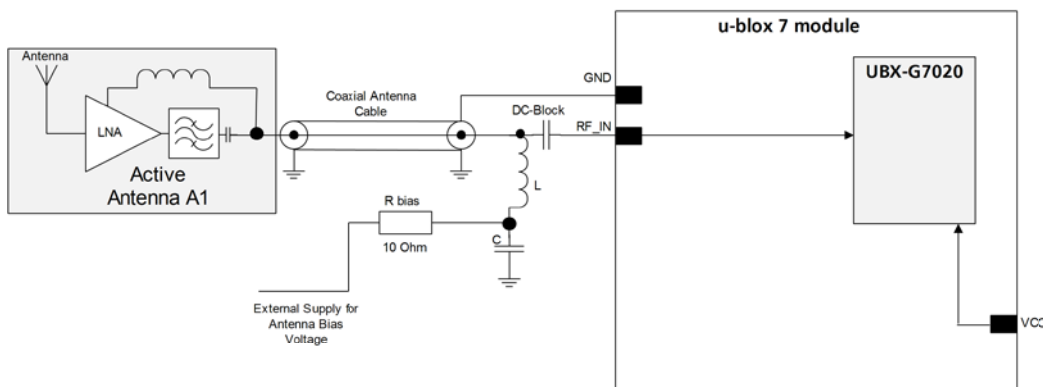 u-blox 7 module
Antenna
UBX-G7020
GND
Coaxial Antenna
Cable
DC-Block
LNA
RF_IN
Active
Antenna A1
L
R bias
C
10 Ohm
External Supply for
Antenna Bias
Voltage
VCC